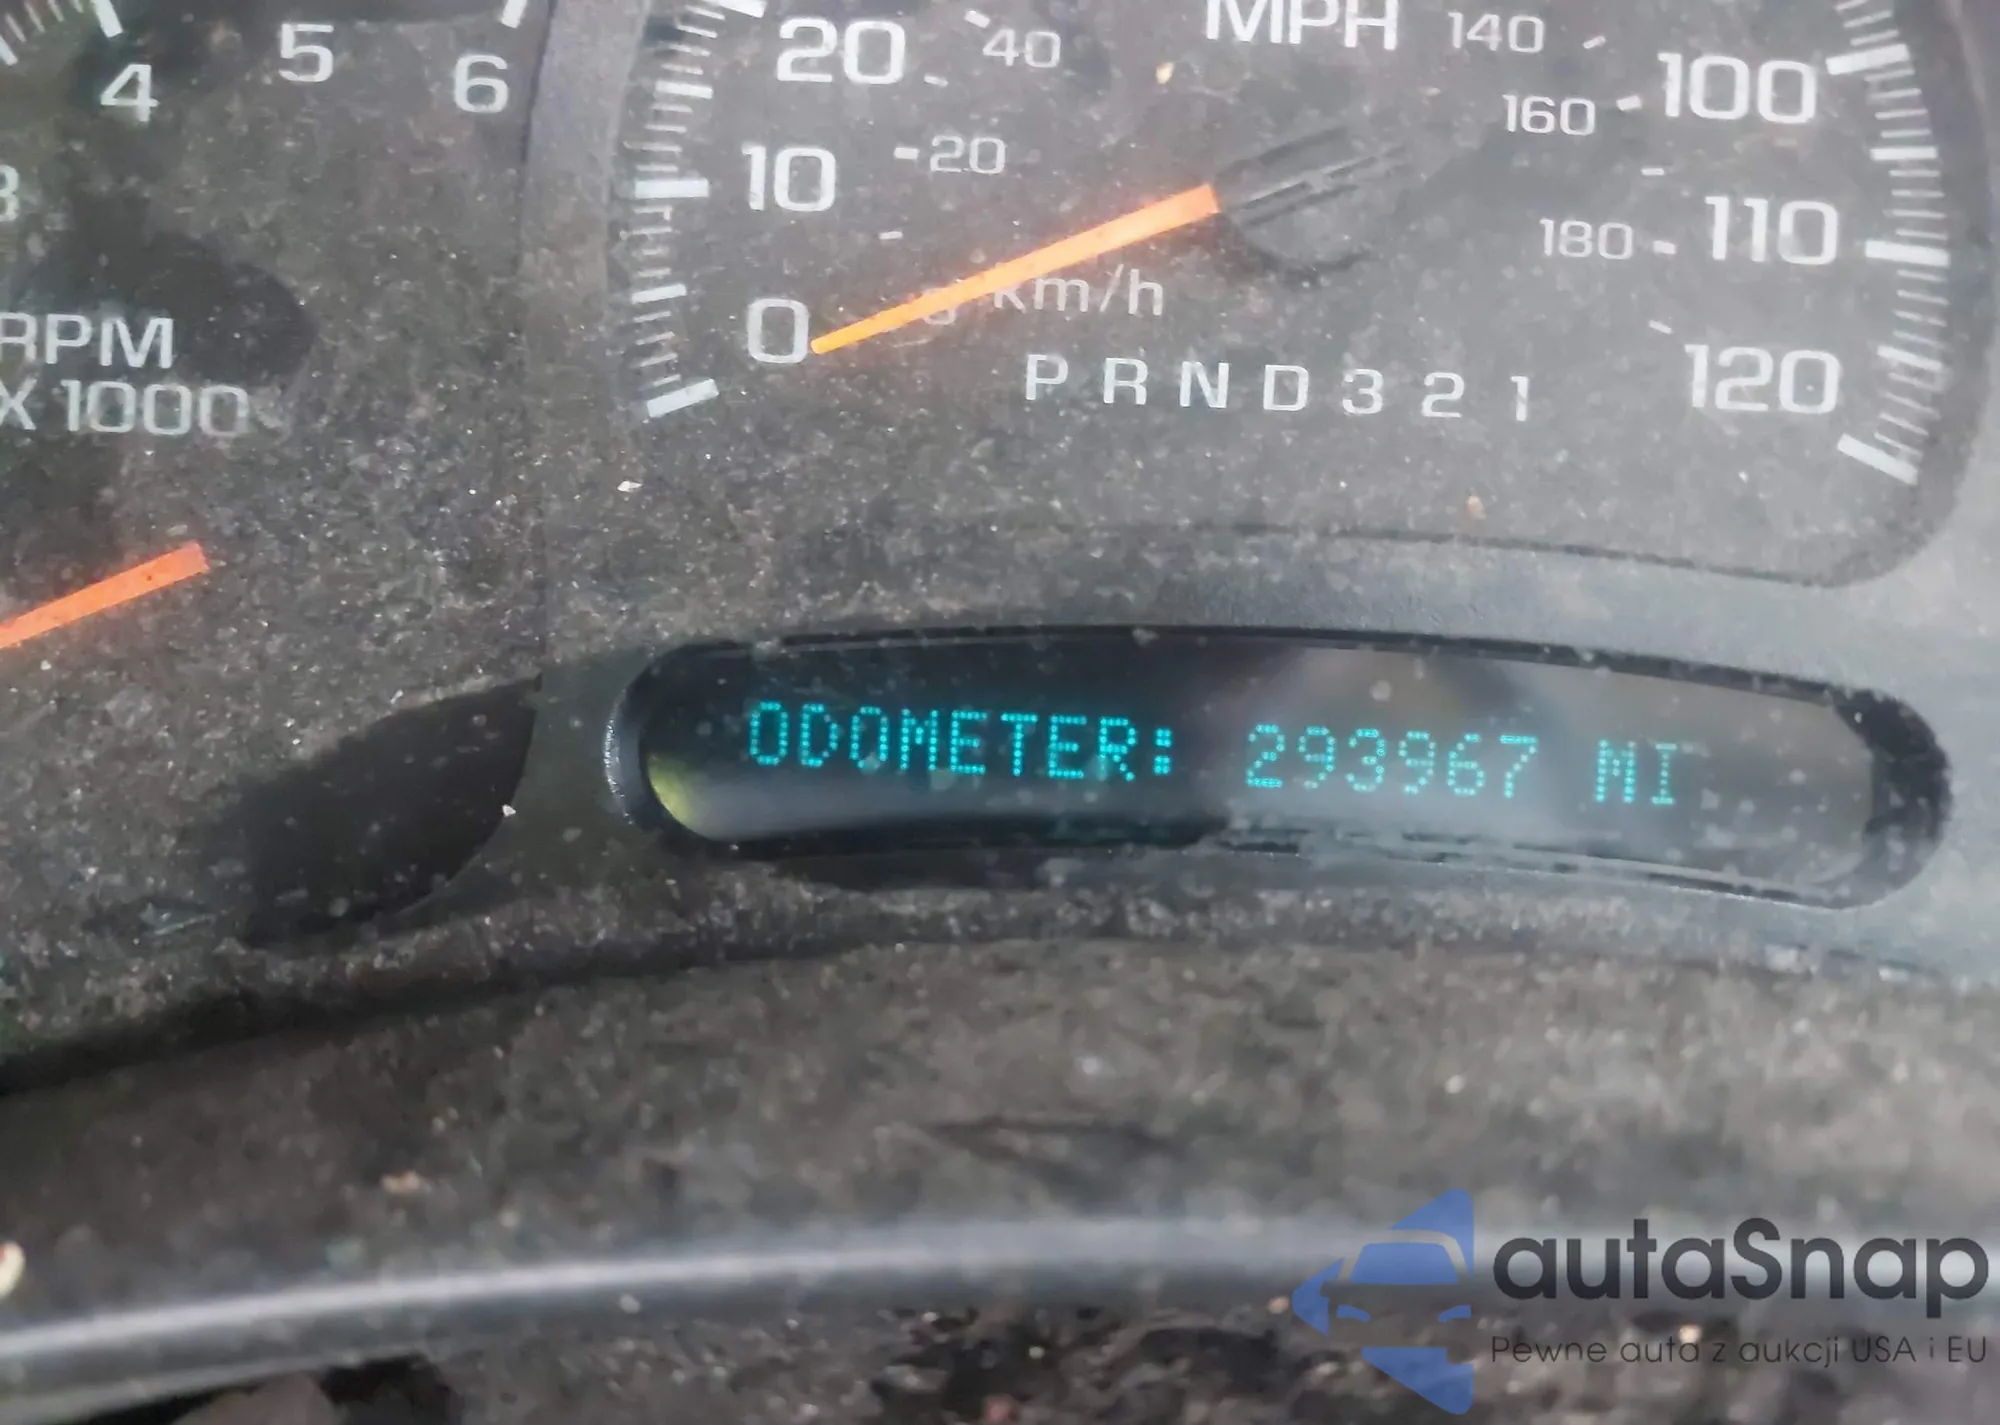 4 5 6
20 40 MPH 140 100
160
10 20
180 110
0 km/h
RPM
X 1000
P R N D 3 2 1
120
ODOMETER: 293967 MI
autaSnap
Pewne auta z aukcji USA i EU